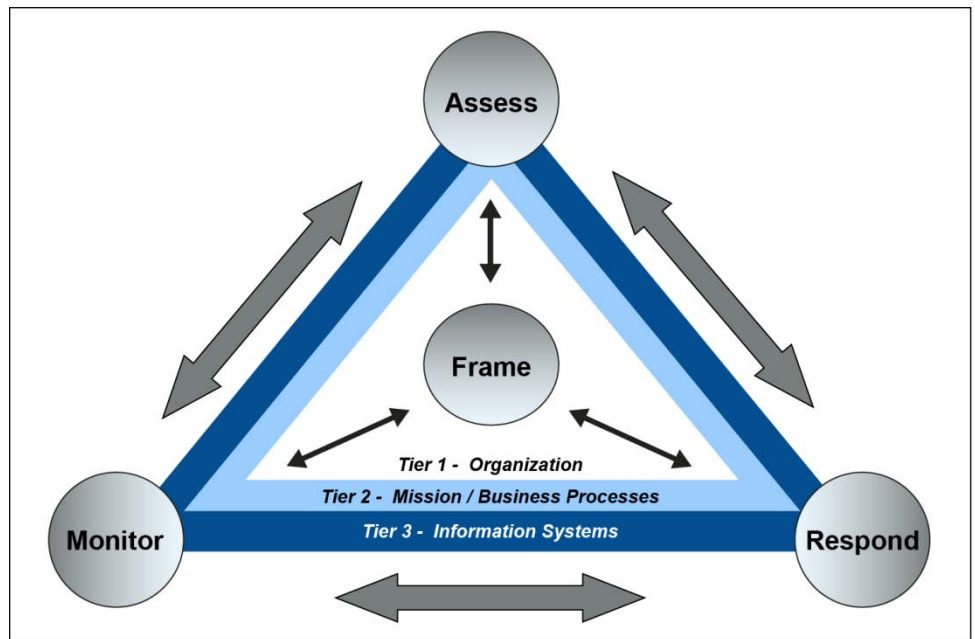 Assess
Frame
Tier 1 - Organization
Tier 2 - Mission / Business Processes
Monitor
Tier 3 - Information Systems
Respond